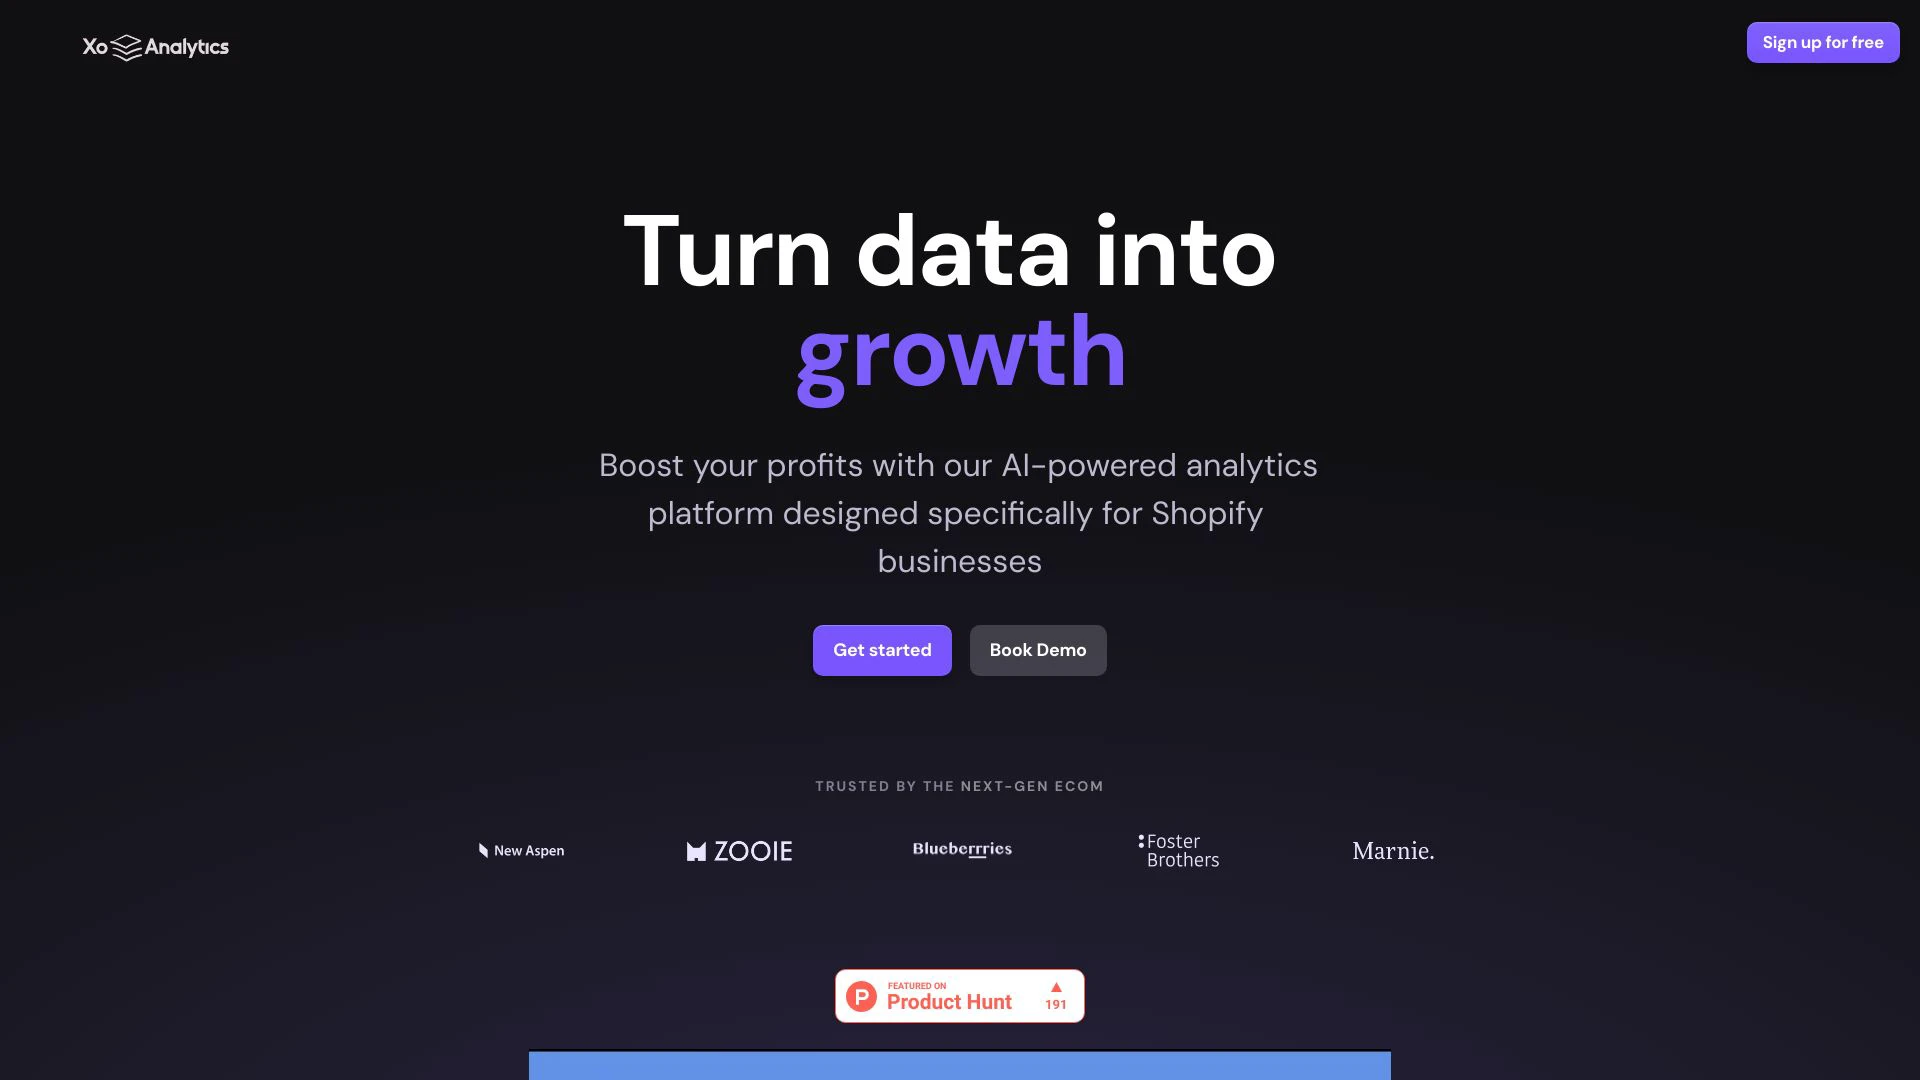 Xo Analytics
Sign up for free
Turn data into
growth
Boost your profits with our AI-powered analytics
platform designed specifically for Shopify
businesses
Get started
Book Demo
TRUSTED BY THE NEXT-GEN ECOM
New Aspen
ZOOIE
Blueberrries
Foster
Brothers
Marnie.
P
FEATURED ON
Product Hunt
191